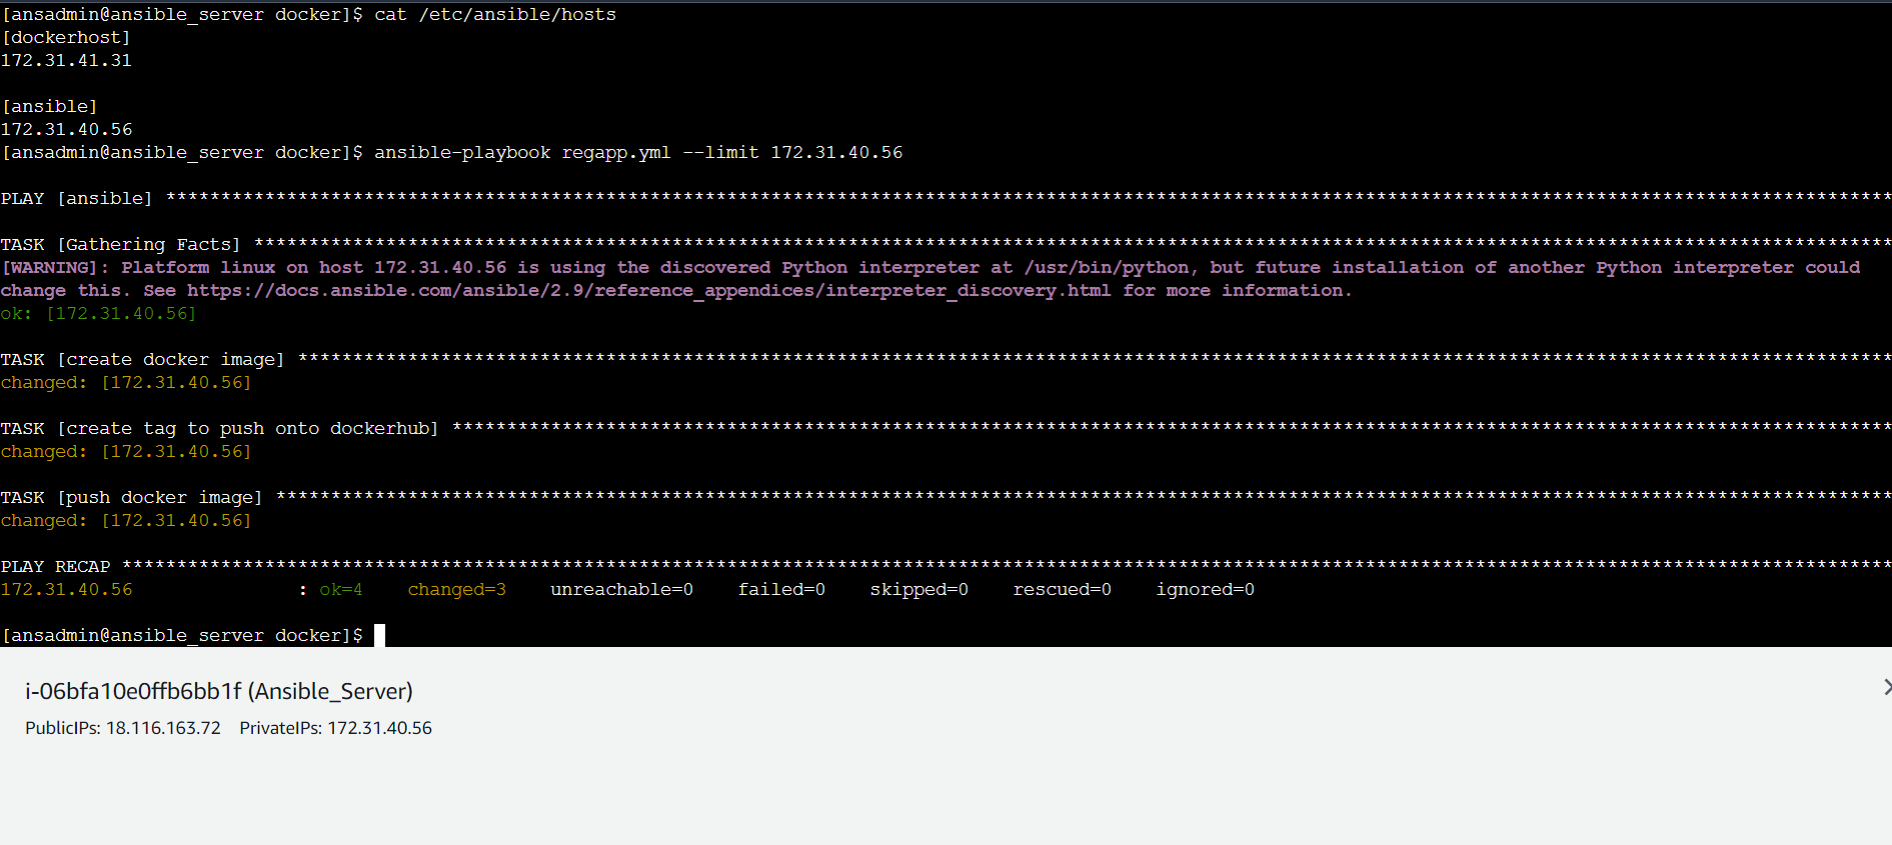 [ansadmin@ansible_server docker]$ cat /etc/ansible/hosts
[dockerhost]
172.31.41.31
[ansible]
172.31.40.56
[ansadmin@ansible_server docker]$ ansible-playbook regapp.yml --limit 172.31.40.56
PLAY [ansible] *************************************************************************************************************************************************************
TASK [Gathering Facts] *****************************************************************************************************************************************************
[WARNING]: Platform linux on host 172.31.40.56 is using the discovered Python interpreter at /usr/bin/python, but future installation of another Python interpreter could
change this. See https://docs.ansible.com/ansible/2.9/reference_appendices/interpreter_discovery.html for more information.
ok: [172.31.40.56]
TASK [create docker image] *************************************************************************************************************************************************
changed: [172.31.40.56]
TASK [create tag to push onto dockerhub] ***********************************************************************************************************************************
changed: [172.31.40.56]
TASK [push docker image] ***************************************************************************************************************************************************
changed: [172.31.40.56]
PLAY RECAP *****************************************************************************************************************************************************************
172.31.40.56               : ok=4    changed=3    unreachable=0    failed=0    skipped=0    rescued=0    ignored=0
[ansadmin@ansible_server docker]$
i-06bfa10e0ffb6bb1f (Ansible_Server)
PublicIPs: 18.116.163.72    PrivateIPs: 172.31.40.56